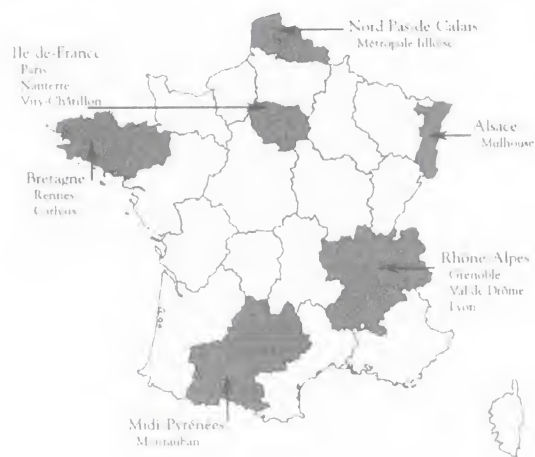 Nord-Pas-de Calais
Métropole lilloise
Ile de-France
Paris
Nanterre
Viry-Châtillon
Alsace
Mulhouse
Bretagne
Rennes
Rhône Alpes
Grenoble
Val de Drôme
Lyon
Midi Pyrénées
Montauban